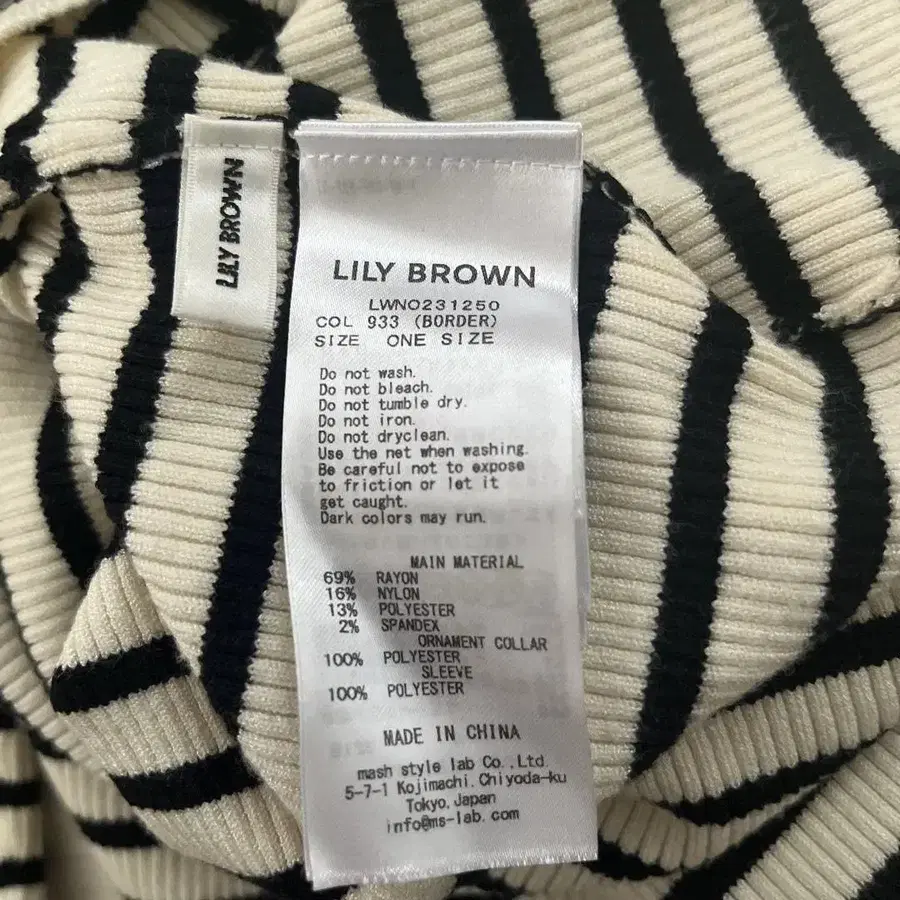 LILY BROWN
LILY BROWN
LWNO231250
COL 933 (BORDER)
SIZE ONE SIZE
Do not wash.
Do not bleach.
Do not tumble dry.
Do not iron.
Do not dryclean.
Use the net when washing.
Be careful not to expose
to friction or let it
get caught.
Dark colors may run.
MAIN MATERIAL
69% RAYON
16% NYLON
13% POLYESTER
2% SPANDEX
ORNAMENT COLLAR
100% POLYESTER
SLEEVE
100% POLYESTER
MADE IN CHINA
mash style lab Co.,Ltd.
5-7-1 Kojimachi.Chiyoda-ku
Tokyo,Japan
info@ms-lab.com